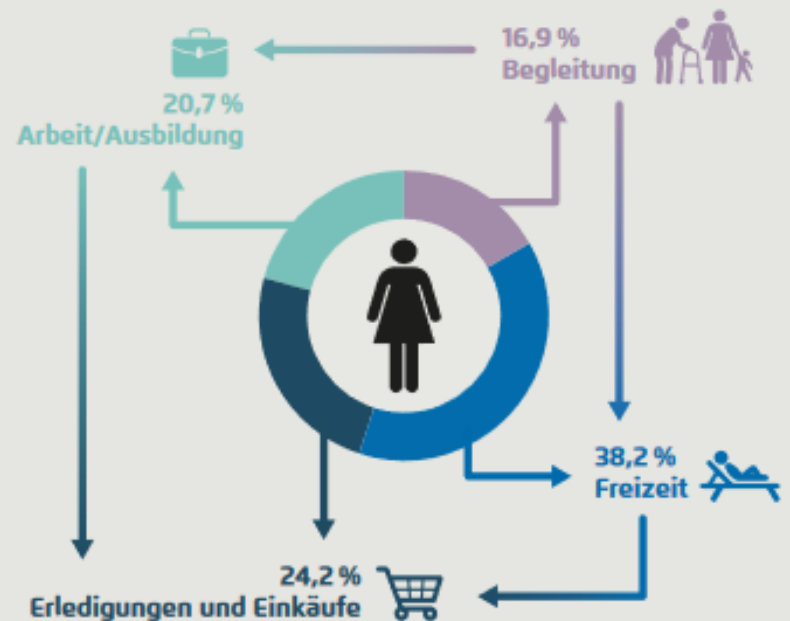 16,9 %
Begleitung
20,7 %
Arbeit/Ausbildung
38,2 %
Freizeit
24,2 %
Erledigungen und Einkäufe